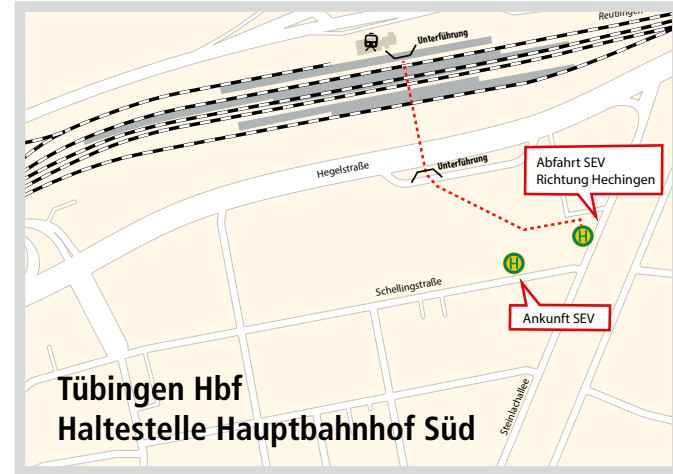 Reutlingen
Unterführung
Unterführung
Hegelstraße
Abfahrt SEV
Richtung Hechingen
H
H
Schellingstraße
Ankunft SEV
Steinlachallee
Tübingen Hbf
Haltestelle Hauptbahnhof Süd